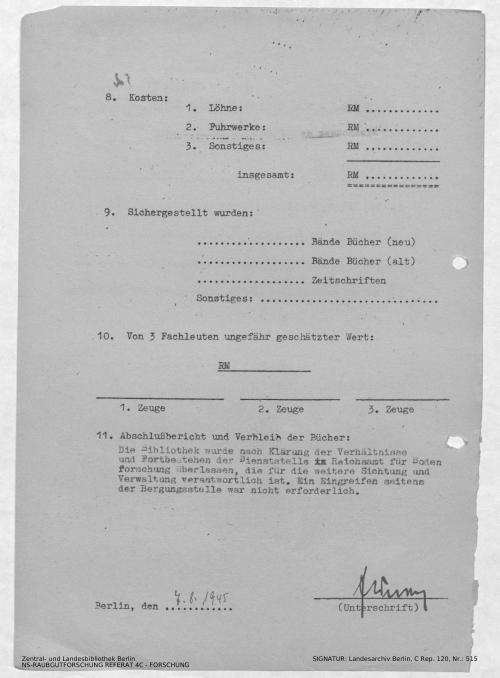 8. Kosten:
1. Löhne: RM .............
2. Fuhrwerke: RM .............
3. Sonstiges: RM .............
insgesamt: RM .............
9. Sichergestellt wurden:
................... Bände Bücher (neu)
................... Bände Bücher (alt)
................... Zeitschriften
Sonstiges: ...............................
10. Von 3 Fachleuten ungefähr geschätzter Wert:
RM
1. Zeuge 2. Zeuge 3. Zeuge
11. Abschlußbericht und Verbleib der Bücher:
Die Bibliothek wurde nach Klärung der Verhältnisse
und Fortbestehen der Dienststelle im Reichsamt für Boden
forschung überlassen, die für die weitere Sichtung und
Verwaltung verantwortlich ist. Ein Eingreifen seitens
der Bergungsstelle war nicht erforderlich.
Berlin, den 7.8.1945
(Unterschrift)
Zentral- und Landesbibliothek Berlin
NS-RAUBGUTFORSCHUNG REFERAT 4C - FORSCHUNG
SIGNATUR: Landesarchiv Berlin, C Rep. 120, Nr.: 515